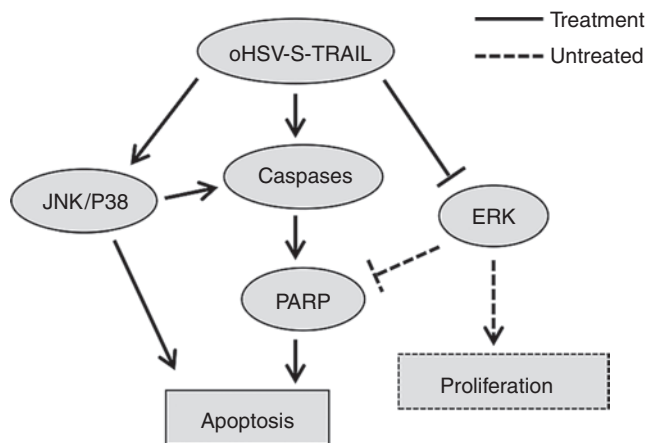 Treatment
oHSV-S-TRAIL
Untreated
Caspases
JNK/P38
ERK
PARP
Proliferation
Apoptosis